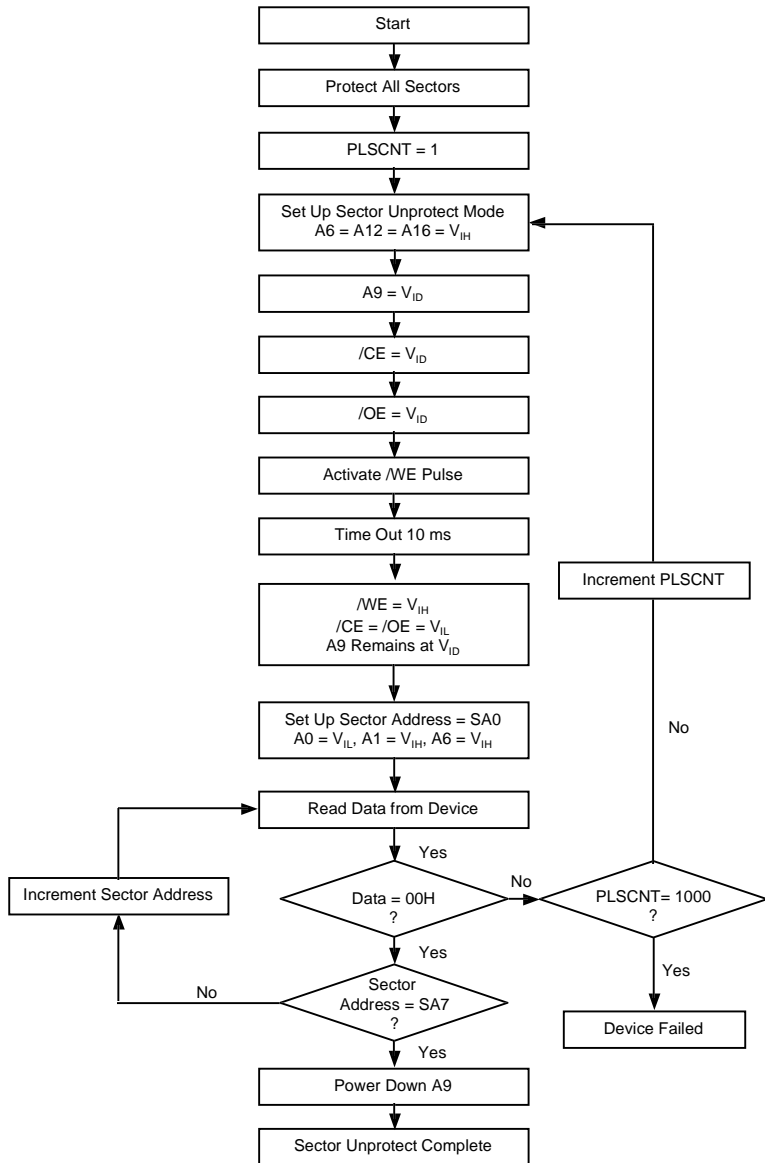 Start
Protect All Sectors
PLSCNT = 1
Set Up Sector Unprotect Mode
A6 = A12 = A16 = VIH
A9 = VID
/CE = VID
/OE = VID
Activate /WE Pulse
Time Out 10 ms
Increment PLSCNT
/WE = VIH
/CE = /OE = VIL
A9 Remains at VID
Set Up Sector Address = SA0
A0 = VIL, A1 = VIH, A6 = VIH
No
Read Data from Device
Yes
Increment Sector Address
Data = 00H
?
No
PLSCNT= 1000
?
Yes
No
Sector
Address = SA7
?
Yes
Device Failed
Yes
Power Down A9
Sector Unprotect Complete